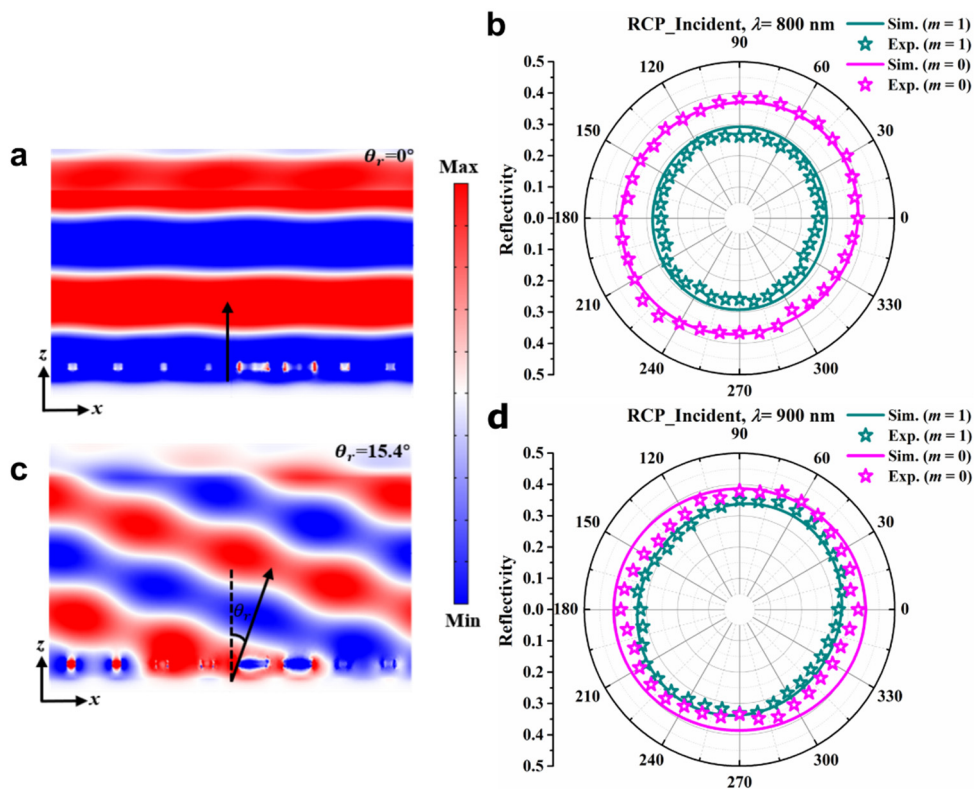 a
θr=0°
z
x
Max
Min
c
θr=15.4°
θr
z
x
b
RCP_Incident, λ= 800 nm
Sim. (m = 1)
Exp. (m = 1)
Sim. (m = 0)
Exp. (m = 0)
Reflectivity
0.5
0.4
0.3
0.2
0.1
0.0
0.1
0.2
0.3
0.4
0.5
90
60
30
0
330
300
270
240
210
180
150
120
d
RCP_Incident, λ= 900 nm
Sim. (m = 1)
Exp. (m = 1)
Sim. (m = 0)
Exp. (m = 0)
Reflectivity
0.5
0.4
0.3
0.2
0.1
0.0
0.1
0.2
0.3
0.4
0.5
90
60
30
0
330
300
270
240
210
180
150
120